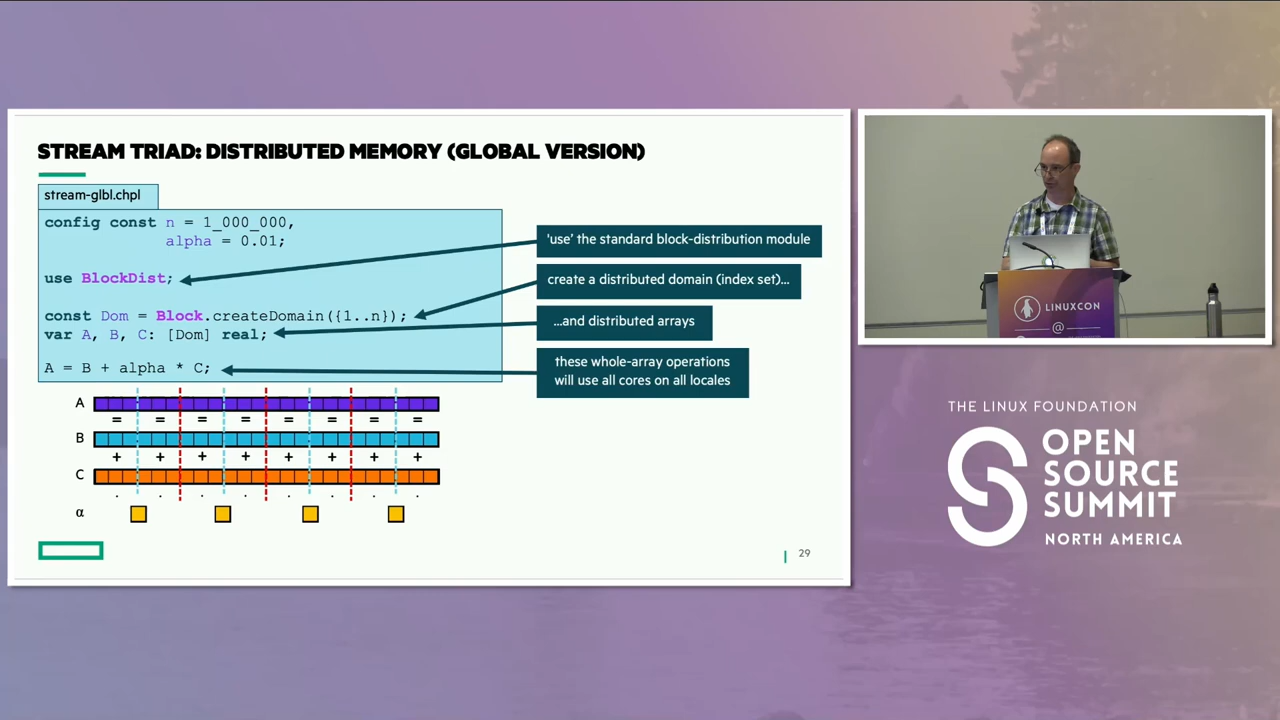 STREAM TRIAD: DISTRIBUTED MEMORY (GLOBAL VERSION)
stream-glbl.chpl
config const n = 1_000_000,
alpha = 0.01;
use BlockDist;
const Dom = Block.createDomain({1..n});
var A, B, C: [Dom] real;
A = B + alpha * C;
'use' the standard block-distribution module
create a distributed domain (index set)...
...and distributed arrays
these whole-array operations
will use all cores on all locales
A
= = = = = = = =
B
+ + + + + + + +
C
· · · · · · · ·
α
29
LINUXCON
@
THE LINUX FOUNDATION
OPEN
SOURCE
SUMMIT
NORTH AMERICA